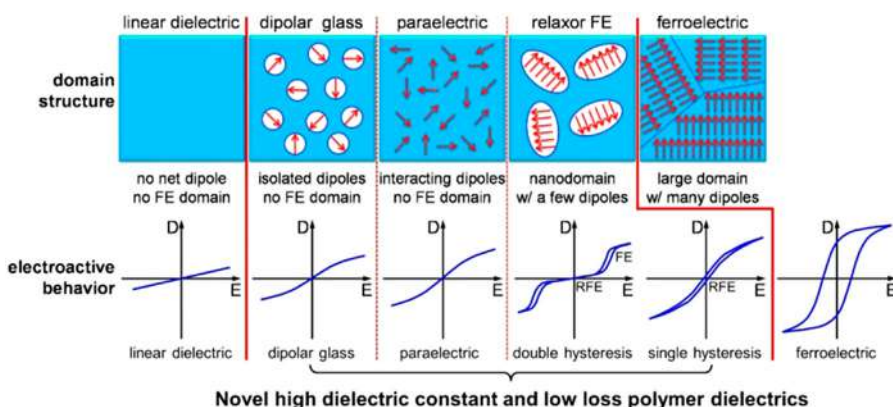 linear dielectric dipolar glass paraelectric relaxor FE ferroelectric
domain
structure
no net dipole isolated dipoles interacting dipoles nanodomain large domain
no FE domain no FE domain no FE domain w/ a few dipoles w/ many dipoles
D D D D D D
electroactive
behavior
FE
RFE RFE
E E E E E E
linear dielectric dipolar glass paraelectric double hysteresis single hysteresis ferroelectric
Novel high dielectric constant and low loss polymer dielectrics